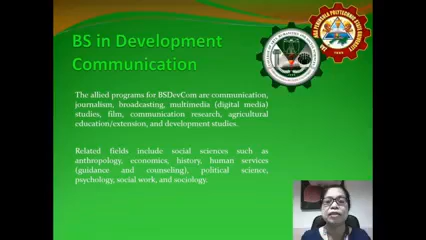 BS in Development
Communication
The allied programs for BSDevCom are communication,
journalism, broadcasting, multimedia (digital media)
studies, film, communication research, agricultural
education/extension, and development studies.
Related fields include social sciences such as
anthropology, economics, history, human services
(guidance and counseling), political science,
psychology, social work, and sociology.